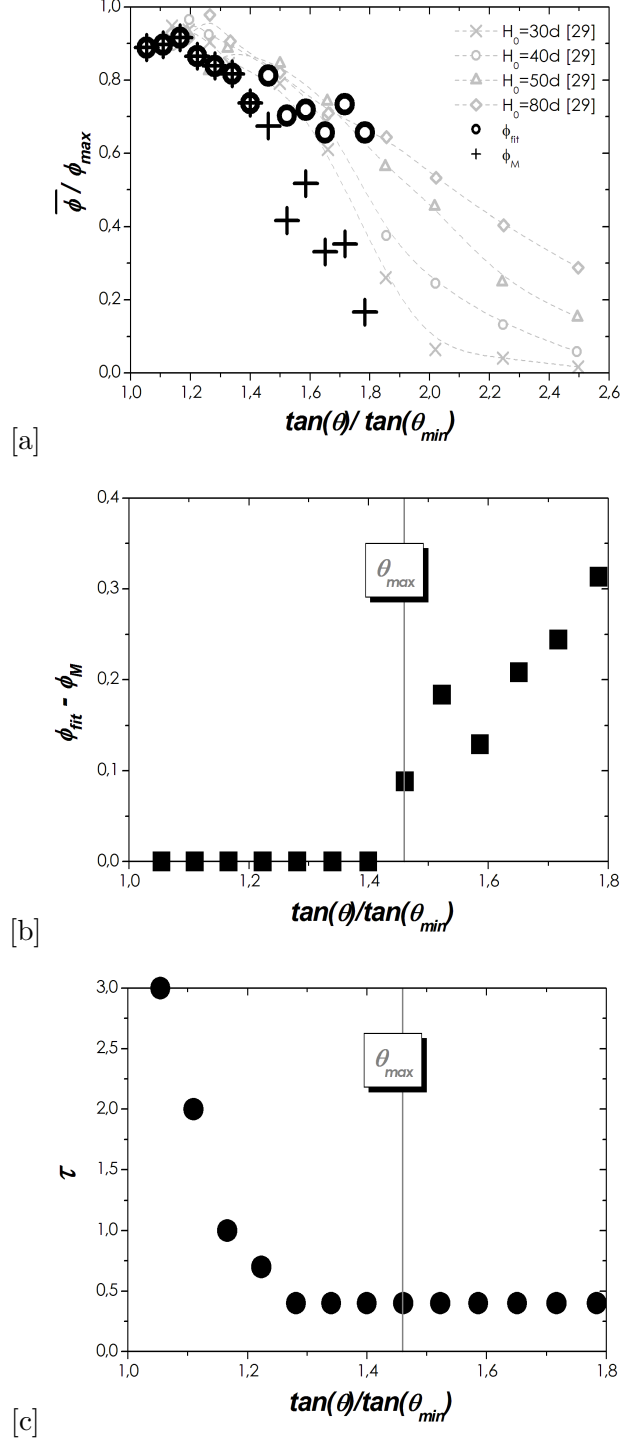 1,0
0,8
0,6
0,4
0,2
0,0
ϕ̅ / ϕmax
H₀=30d [29]
H₀=40d [29]
H₀=50d [29]
H₀=80d [29]
ϕfit
ϕM
1,0 1,2 1,4 1,6 1,8 2,0 2,2 2,4 2,6
tan(θ)/ tan(θmin)
[a]
0,4
0,3
0,2
0,1
0,0
ϕfit - ϕM
θmax
1,0 1,2 1,4 1,6 1,8
tan(θ)/tan(θmin)
[b]
3,0
2,5
2,0
1,5
1,0
0,5
0,0
τ
θmax
1,0 1,2 1,4 1,6 1,8
tan(θ)/tan(θmin)
[c]